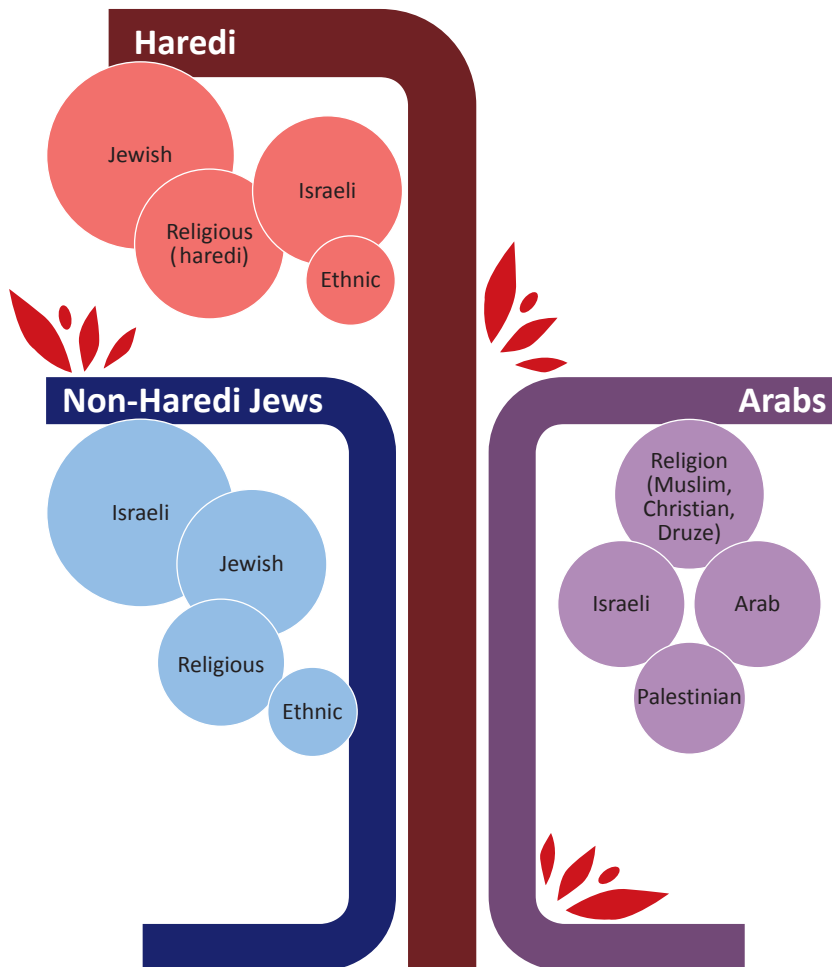 Haredi
Jewish
Israeli
Religious
(haredi)
Ethnic
Non-Haredi Jews
Israeli
Jewish
Religious
Ethnic
Arabs
Religion
(Muslim,
Christian,
Druze)
Israeli
Arab
Palestinian